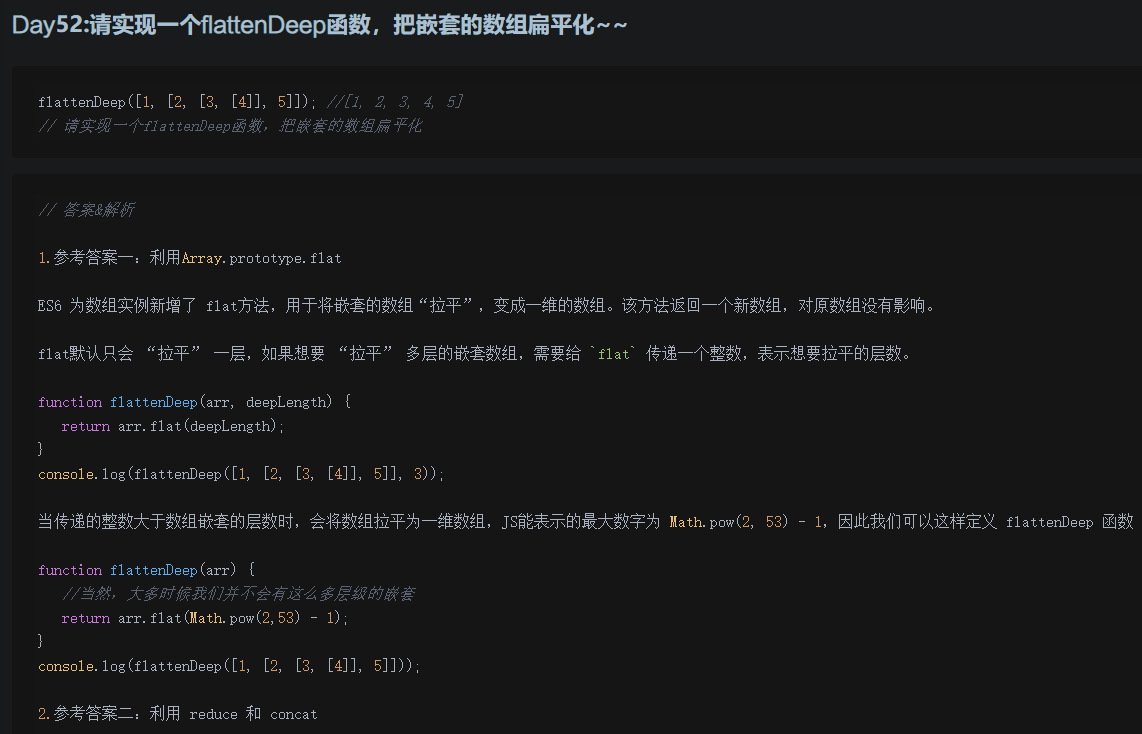 Day52:请实现一个flattenDeep函数，把嵌套的数组扁平化~~
flattenDeep([1, [2, [3, [4]], 5]]); //[1, 2, 3, 4, 5]
// 请实现一个flattenDeep函数，把嵌套的数组扁平化
// 答案&解析
1.参考答案一：利用Array.prototype.flat
ES6 为数组实例新增了 flat方法，用于将嵌套的数组“拉平”，变成一维的数组。该方法返回一个新数组，对原数组没有影响。
flat默认只会 “拉平” 一层，如果想要 “拉平” 多层的嵌套数组，需要给 `flat` 传递一个整数，表示想要拉平的层数。
function flattenDeep(arr, deepLength) {
return arr.flat(deepLength);
}
console.log(flattenDeep([1, [2, [3, [4]], 5]], 3));
当传递的整数大于数组嵌套的层数时，会将数组拉平为一维数组，JS能表示的最大数字为 Math.pow(2, 53) - 1，因此我们可以这样定义 flattenDeep 函数
function flattenDeep(arr) {
//当然，大多时候我们并不会有这么多层级的嵌套
return arr.flat(Math.pow(2,53) - 1);
}
console.log(flattenDeep([1, [2, [3, [4]], 5]]));
2.参考答案二：利用 reduce 和 concat